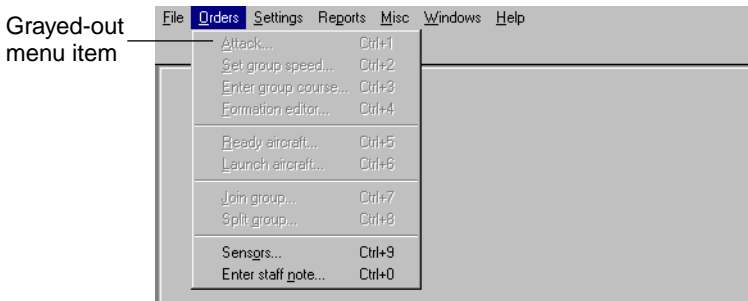 Grayed-out
menu item
File Orders Settings Reports Misc Windows Help
Attack... Ctrl+1
Set group speed... Ctrl+2
Enter group course... Ctrl+3
Formation editor... Ctrl+4
Ready aircraft... Ctrl+5
Launch aircraft... Ctrl+6
Join group... Ctrl+7
Split group... Ctrl+8
Sensors... Ctrl+9
Enter staff note... Ctrl+0